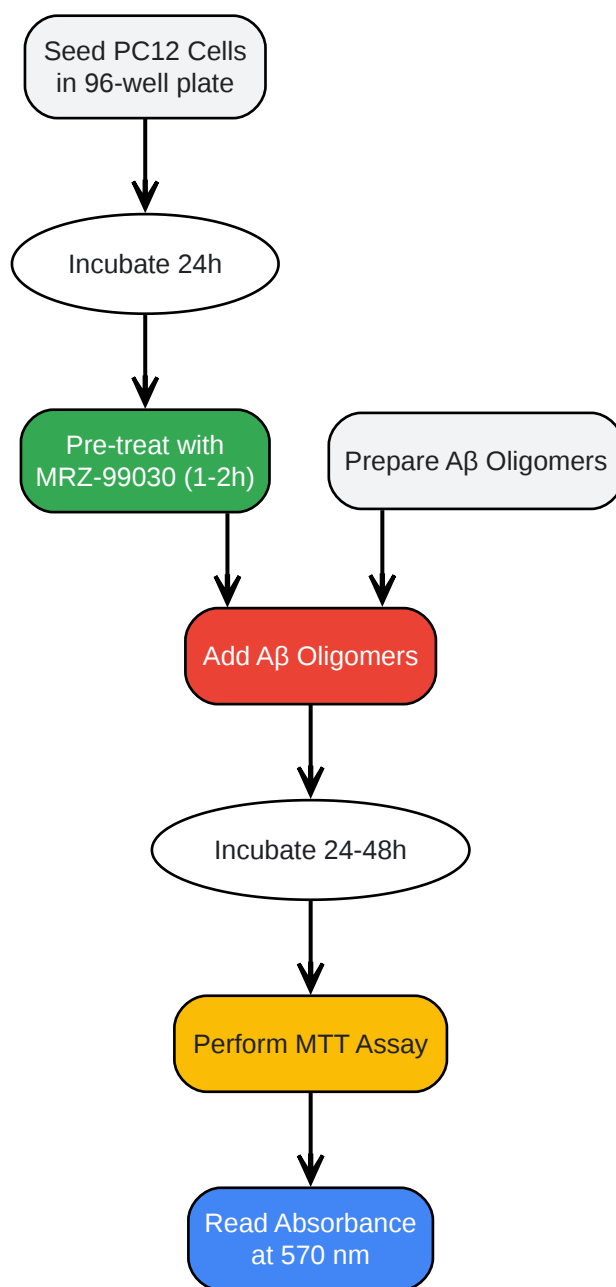 Seed PC12 Cells
in 96-well plate
Incubate 24h
Pre-treat with
MRZ-99030 (1-2h)
Prepare Aβ Oligomers
Add Aβ Oligomers
Incubate 24-48h
Perform MTT Assay
Read Absorbance
at 570 nm